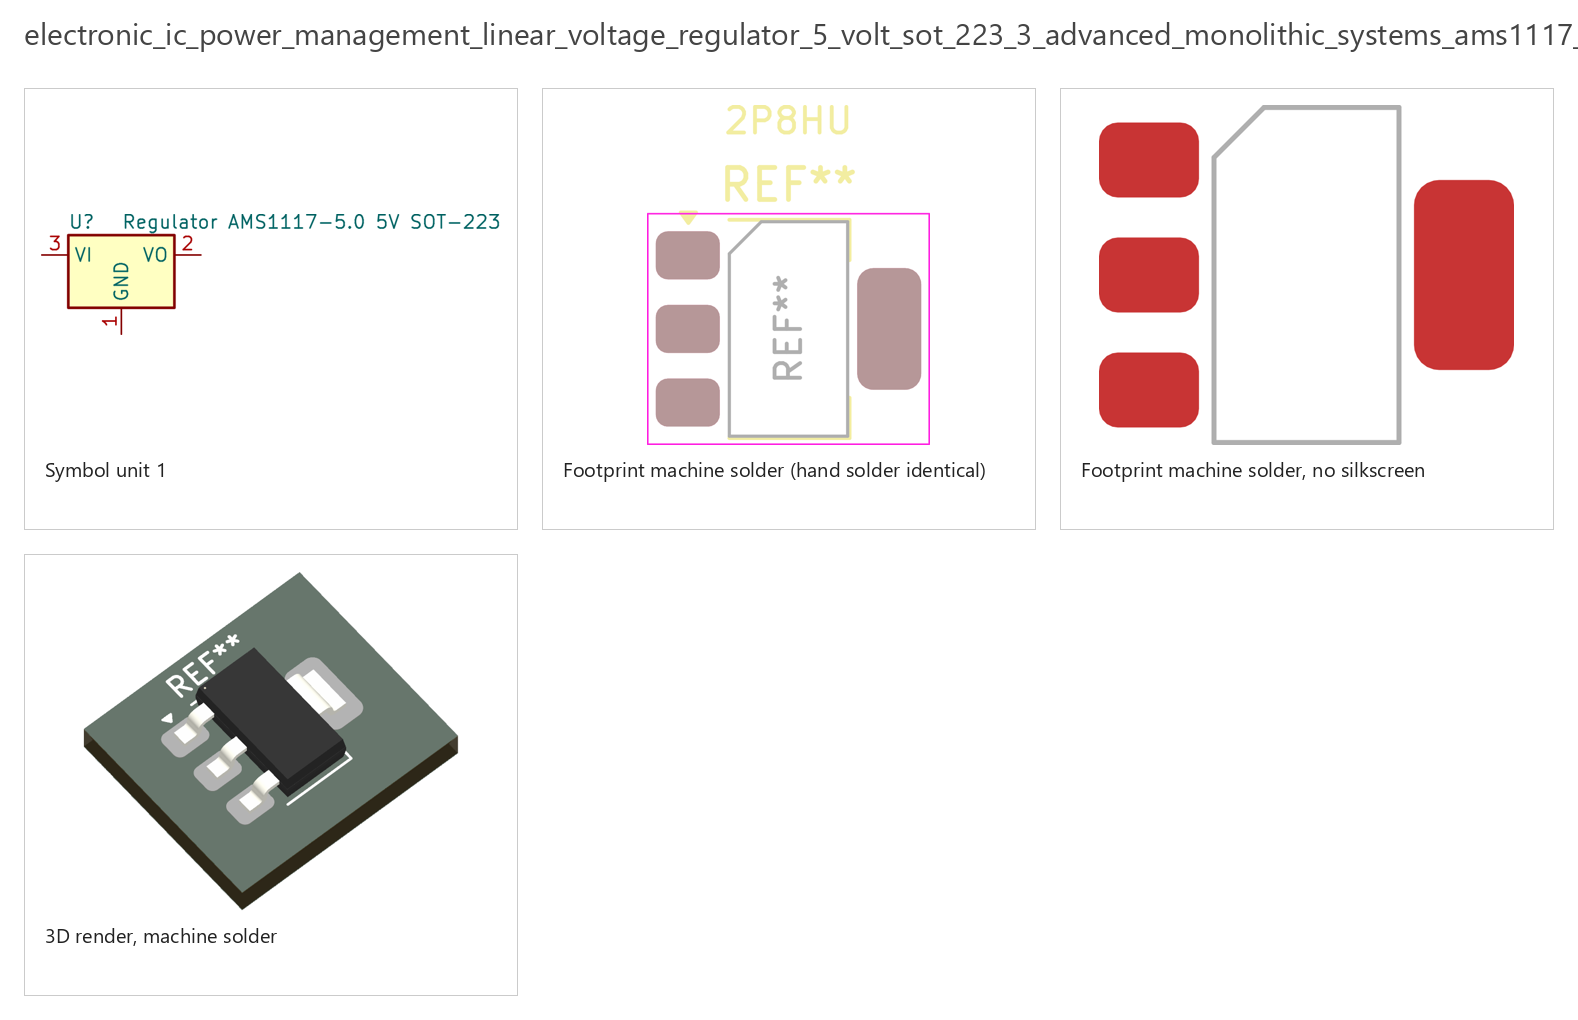 electronic_ic_power_management_linear_voltage_regulator_5_volt_sot_223_3_advanced_monolithic_systems_ams1117_
U? Regulator AMS1117-5.0 5V SOT-223
3 VI VO 2
GND
1
Symbol unit 1
2P8HU
REF**
REF**
Footprint machine solder (hand solder identical)
Footprint machine solder, no silkscreen
REF**
3D render, machine solder